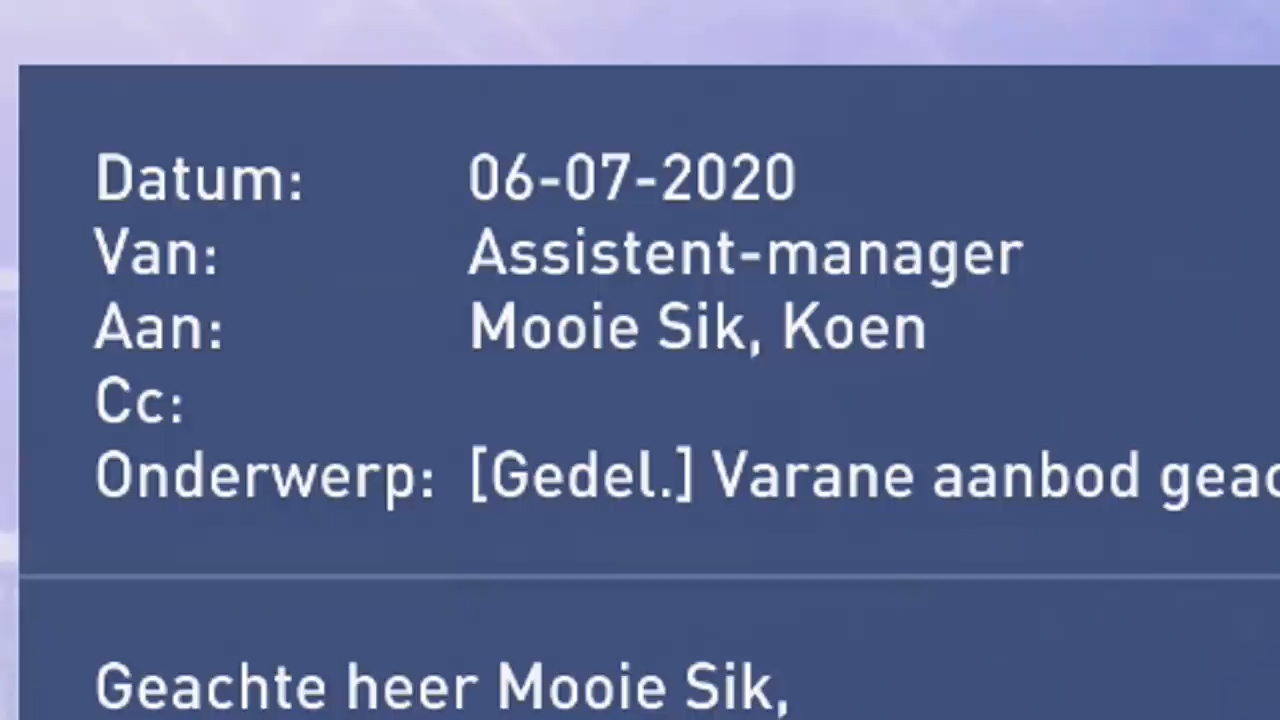 Datum: 06-07-2020
Van: Assistent-manager
Aan: Mooie Sik, Koen
Cc:
Onderwerp: [Gedel.] Varane aanbod
Geachte heer Mooie Sik,